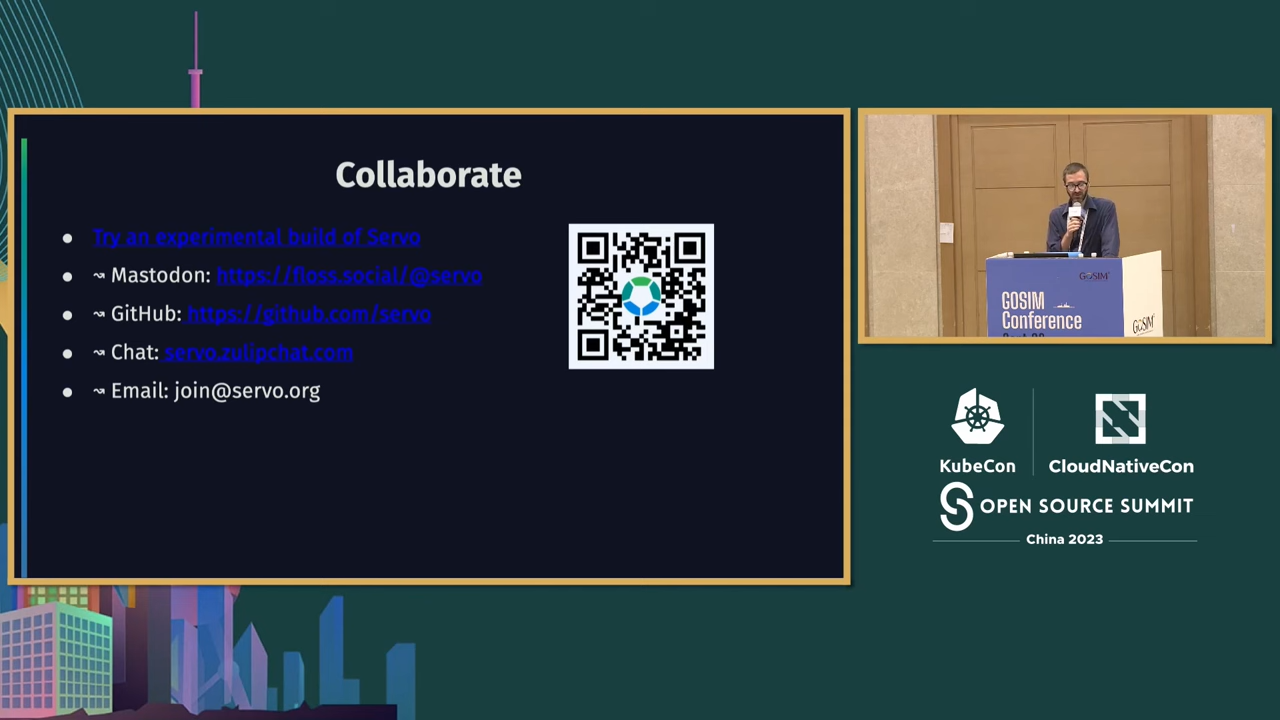 Collaborate
Try an experimental build of Servo
↝ Mastodon: https://floss.social/@servo
↝ GitHub: https://github.com/servo
↝ Chat: servo.zulipchat.com
↝ Email: join@servo.org
GOSIM
GOSIM
Conference
GOSIM
KubeCon
CloudNativeCon
OPEN SOURCE SUMMIT
China 2023